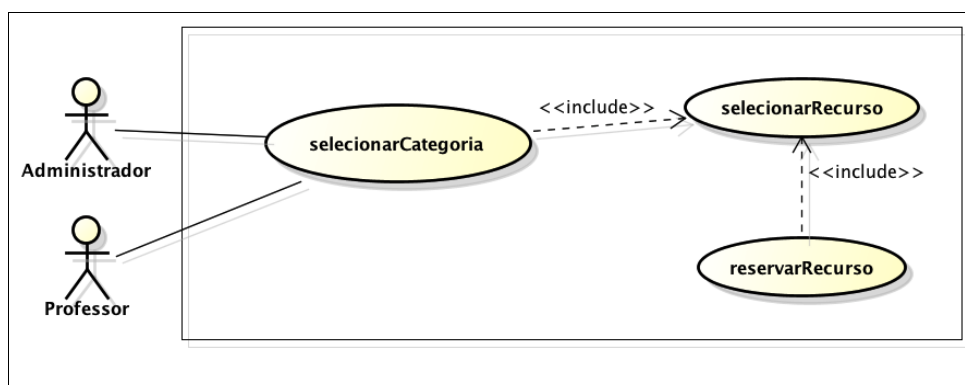 Administrador
Professor
selecionarCategoria
<<include>>
selecionarRecurso
<<include>>
reservarRecurso